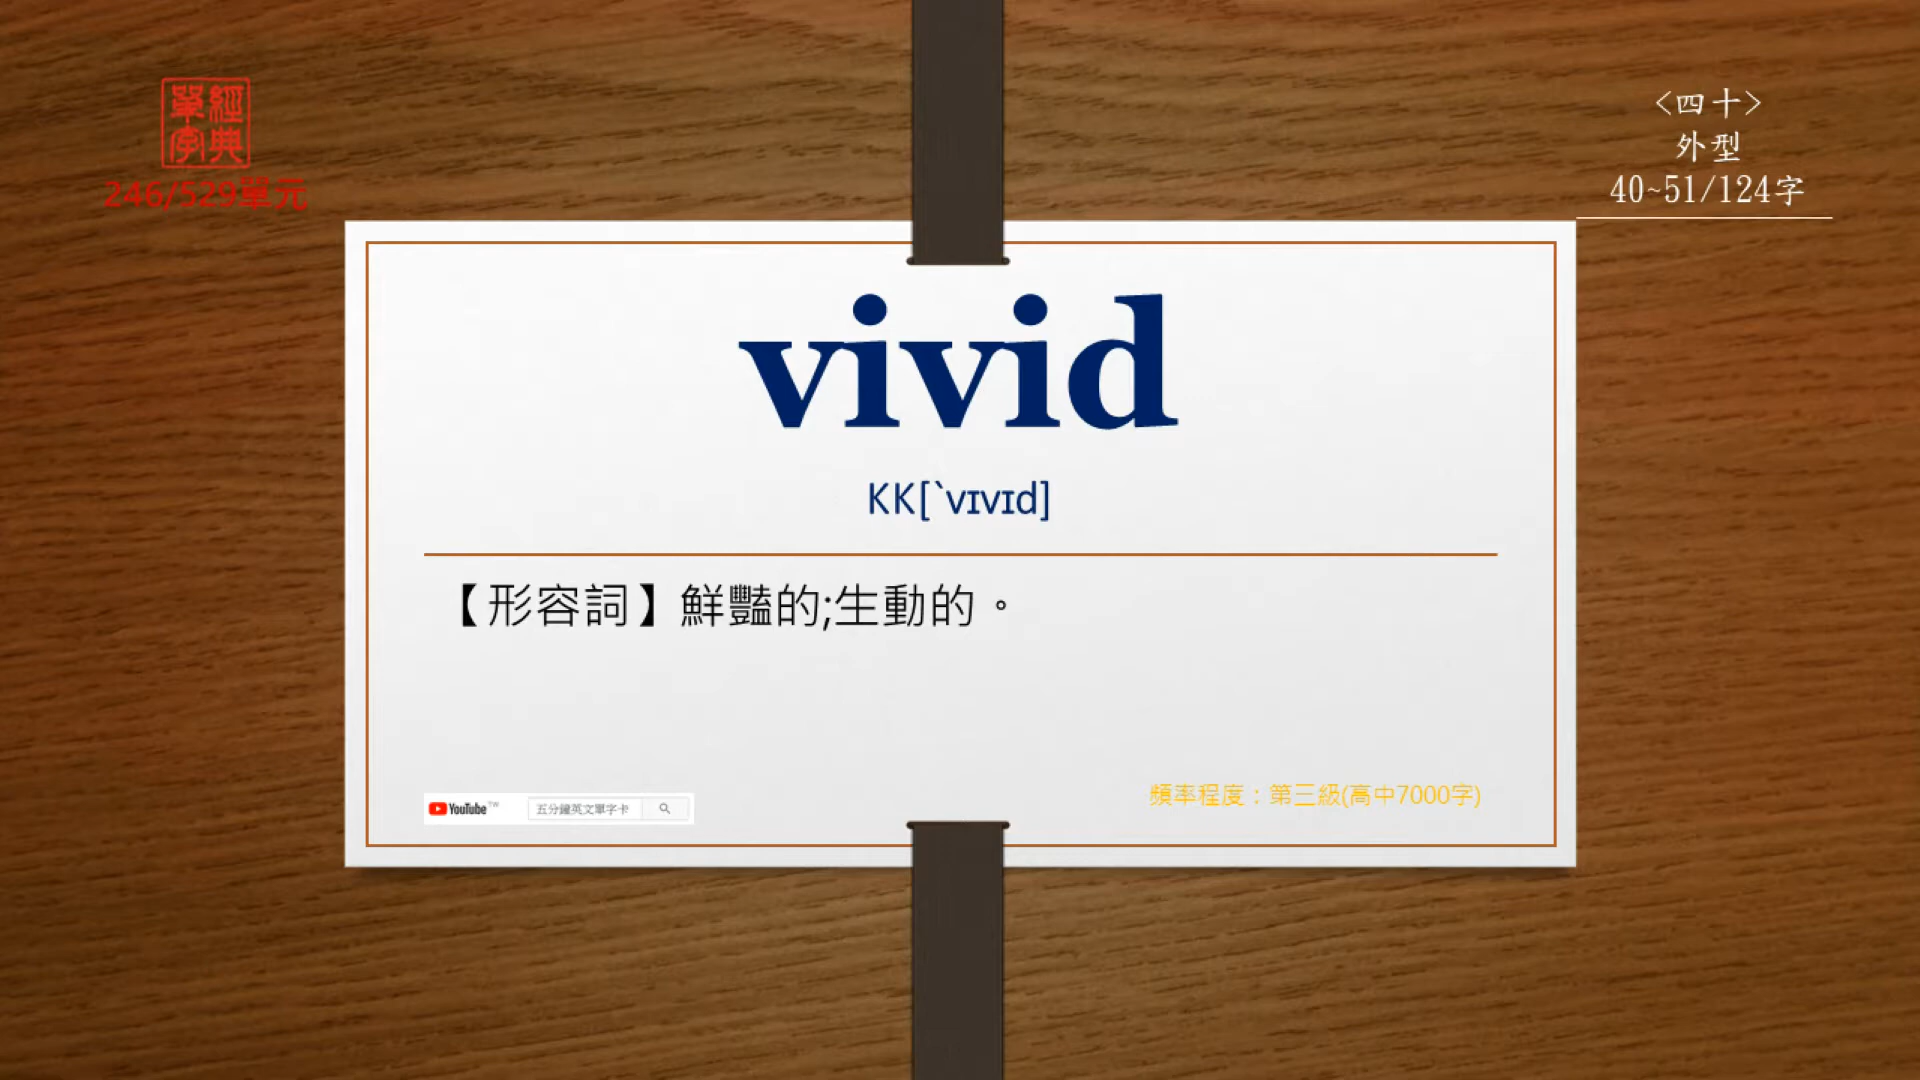 經典單字
246/529單元
<四十>
外型
40~51/124字
vivid
KK[ˋvɪvɪd]
【形容詞】鮮豔的;生動的。
YouTube TW
五分鐘英文單字卡
頻率程度：第三級(高中7000字)